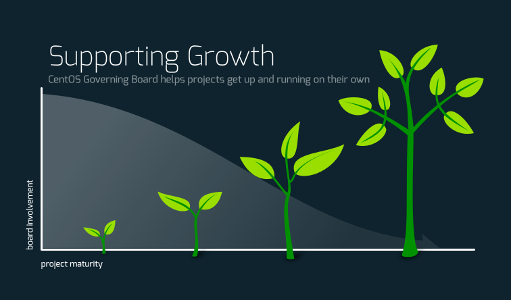 Supporting Growth
CentOS Governing Board helps projects get up and running on their own
board involvement
project maturity